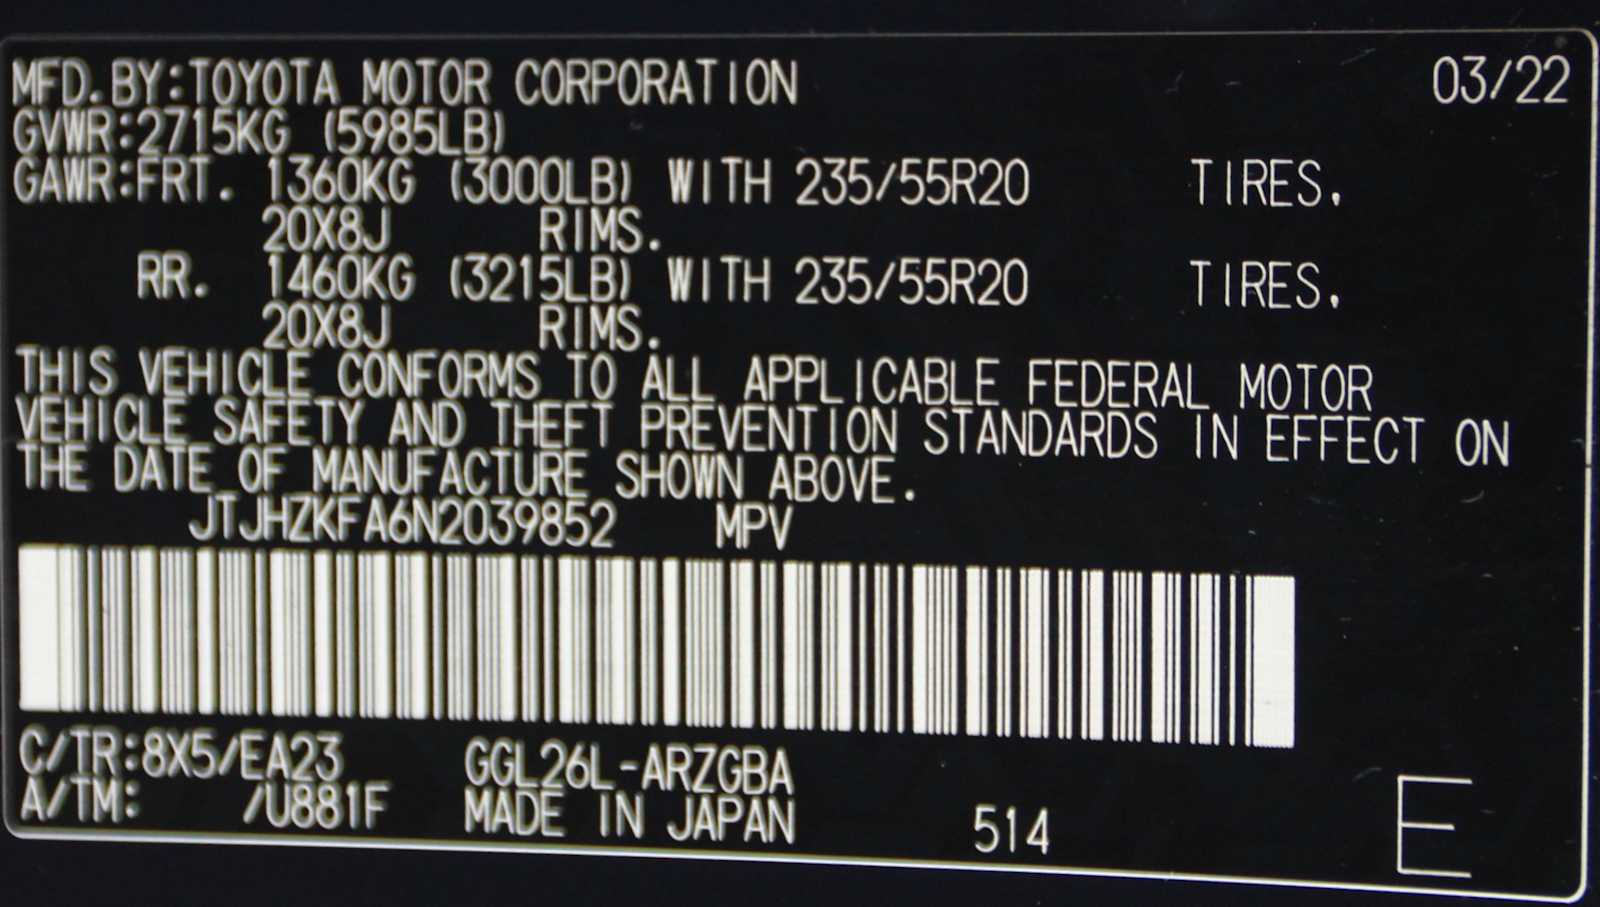 MFD.BY:TOYOTA MOTOR CORPORATION 03/22
GVWR:2715KG (5985LB)
GAWR:FRT. 1360KG (3000LB) WITH 235/55R20 TIRES.
20X8J RIMS.
RR. 1460KG (3215LB) WITH 235/55R20 TIRES.
20X8J RIMS.
THIS VEHICLE CONFORMS TO ALL APPLICABLE FEDERAL MOTOR
VEHICLE SAFETY AND THEFT PREVENTION STANDARDS IN EFFECT ON
THE DATE OF MANUFACTURE SHOWN ABOVE.
JTJHZKFA6N2039852 MPV
C/TR:8X5/EA23 GGL26L-ARZGBA
A/TM: /U881F MADE IN JAPAN 514 E